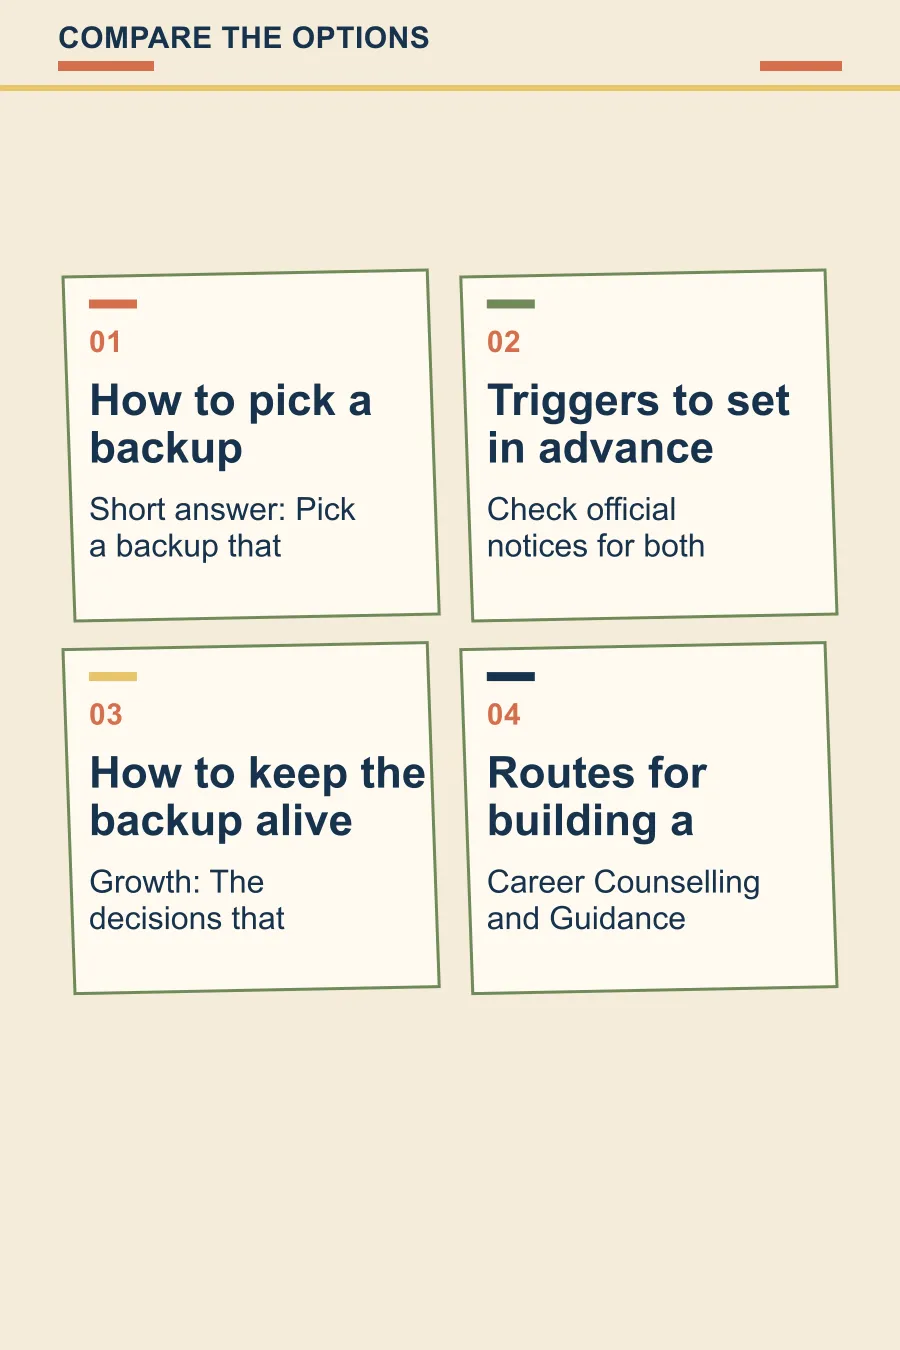 COMPARE THE OPTIONS
01
How to pick a
backup
Short answer: Pick
a backup that
02
Triggers to set
in advance
Check official
notices for both
03
How to keep the
backup alive
Growth: The
decisions that
04
Routes for
building a
Career Counselling
and Guidance